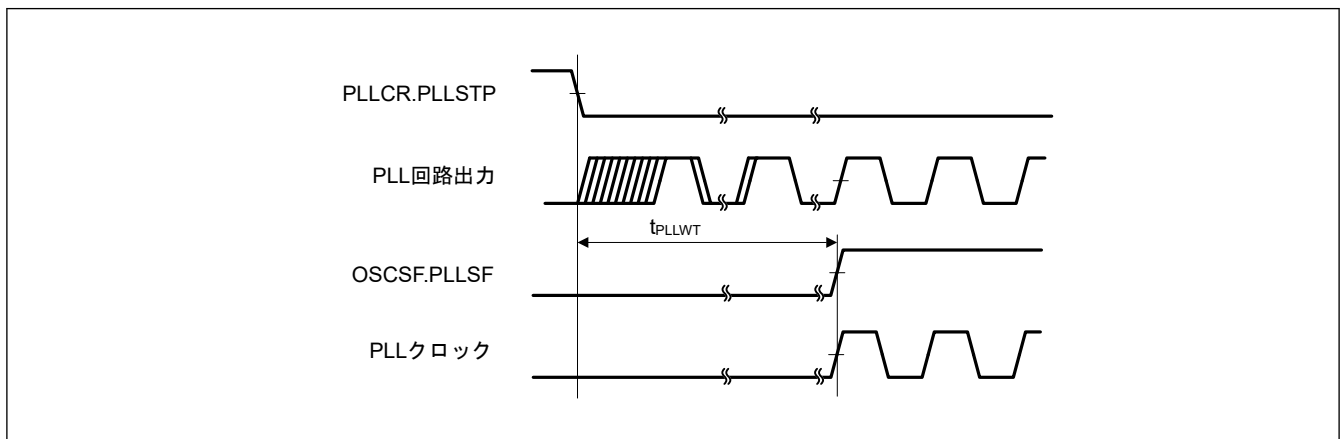 PLLCR.PLLSTP
PLL回路出力
tPLLWT
OSCSF.PLLSF
PLLクロック